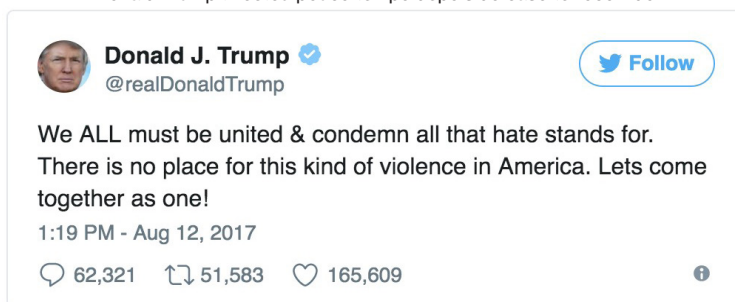 Donald J. Trump
@realDonaldTrump
Follow
We ALL must be united & condemn all that hate stands for.
There is no place for this kind of violence in America. Lets come
together as one!
1:19 PM - Aug 12, 2017
62,321 51,583 165,609